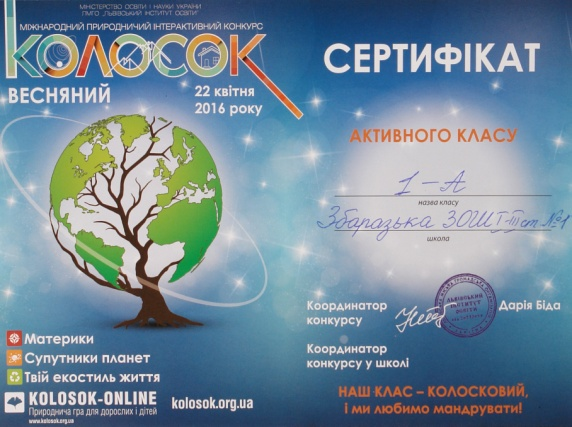 МІНІСТЕРСТВО ОСВІТИ І НАУКИ УКРАЇНИ
ЛМГО "ЛЬВІВСЬКИЙ ІНСТИТУТ ОСВІТИ"
МІЖНАРОДНИЙ ПРИРОДНИЧИЙ ІНТЕРАКТИВНИЙ КОНКУРС
КОЛОСОК
ВЕСНЯНИЙ
22 квітня
2016 року
Материки
Супутники планет
Твій екостиль життя
KOLOSOK-ONLINE
Природнича гра для дорослих і дітей
www.kolosok.org.ua
kolosok.org.ua
СЕРТИФІКАТ
АКТИВНОГО КЛАСУ
1-А
назва класу
Збаразька ЗОШ І-ІІІ ст. №1
школа
Координатор
конкурсу
ЛЬВІВСЬКИЙ
ІНСТИТУТ
ОСВІТИ
Дарія Біда
Координатор
конкурсу у школі
НАШ КЛАС – КОЛОСКОВИЙ,
і ми любимо мандрувати!